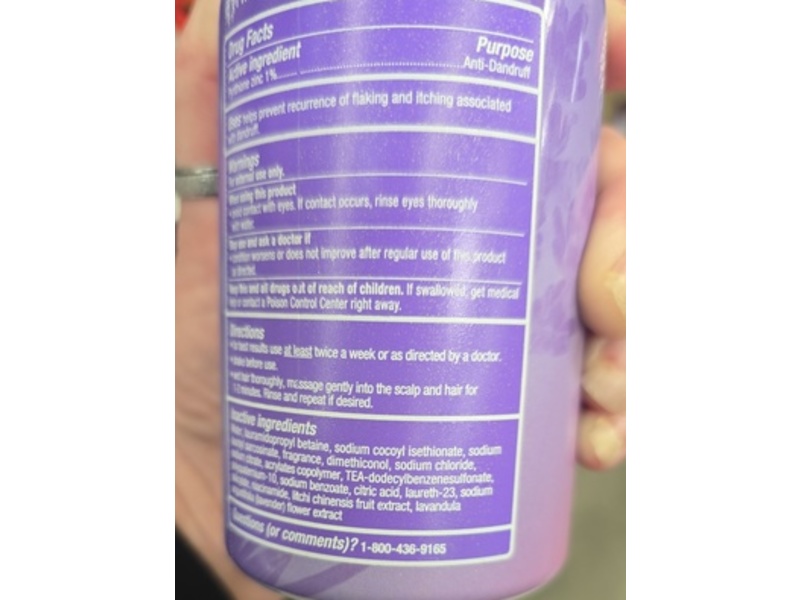 Drug Facts
Active ingredient Purpose
Pyrithione zinc 1% Anti-Dandruff
Uses helps prevent recurrence of flaking and itching associated
with dandruff.
Warnings
For external use only.
When using this product
• avoid contact with eyes. If contact occurs, rinse eyes thoroughly
with water.
Stop use and ask a doctor if
• condition worsens or does not improve after regular use of this product
as directed.
Keep this and all drugs out of reach of children. If swallowed, get medical
help or contact a Poison Control Center right away.
Directions
• for best results use at least twice a week or as directed by a doctor.
• shake before use.
• wet hair thoroughly, massage gently into the scalp and hair for
minutes. Rinse and repeat if desired.
Inactive ingredients
water, lauramidopropyl betaine, sodium cocoyl isethionate, sodium
sarcosinate, fragrance, dimethiconol, sodium chloride,
sodium citrate, acrylates copolymer, TEA-dodecylbenzenesulfonate,
sodium benzoate, citric acid, laureth-23, sodium
niacinamide, litchi chinensis fruit extract, lavandula
angustifolia (lavender) flower extract
Questions (or comments)? 1-800-436-9165